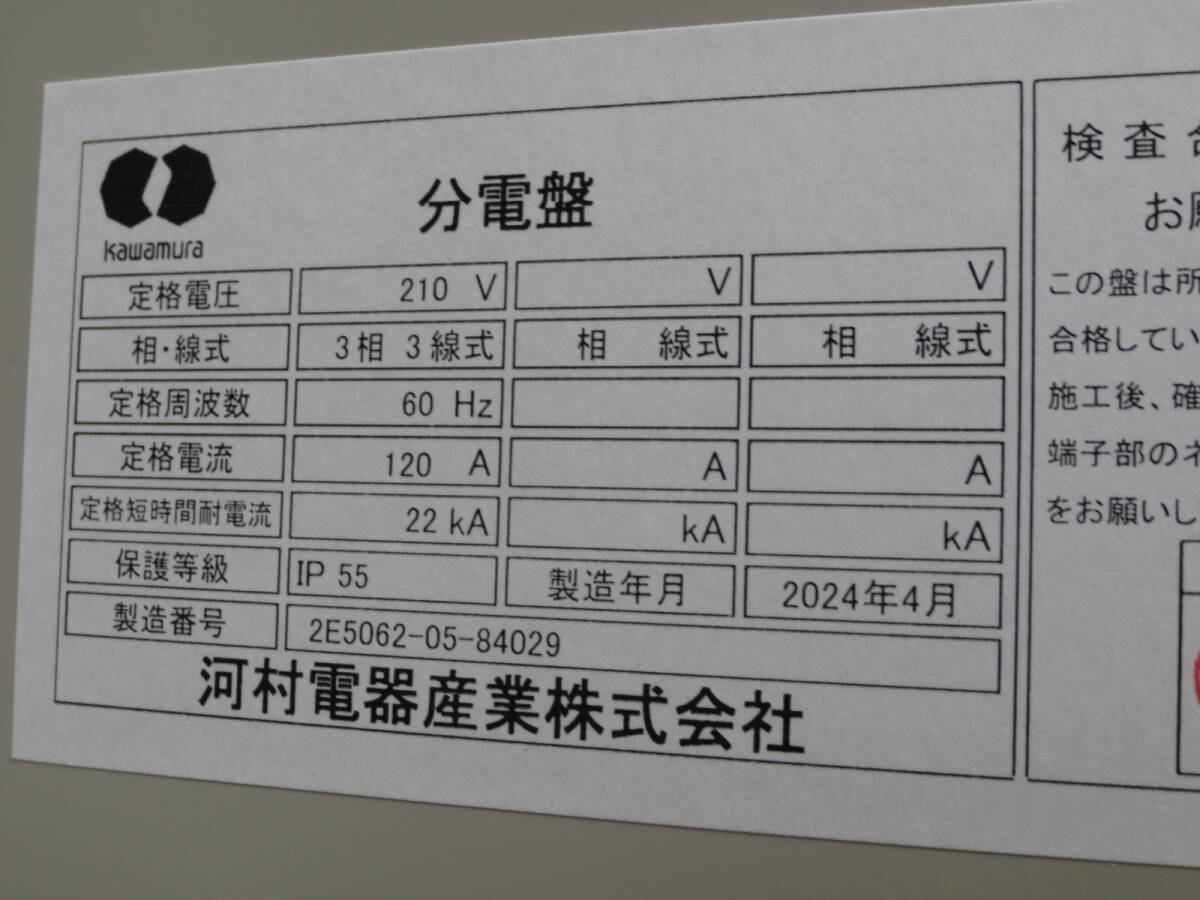 kawamura
分電盤
定格電圧 210 V V V
相・線式 3相 3線式 相 線式 相 線式
定格周波数 60 Hz
定格電流 120 A A A
定格短時間耐電流 22 kA kA kA
保護等級 IP 55 製造年月 2024年4月
製造番号 2E5062-05-84029
河村電器産業株式会社
検査
お
この盤は所
合格してい
施工後、確
端子部のネ
をお願いし